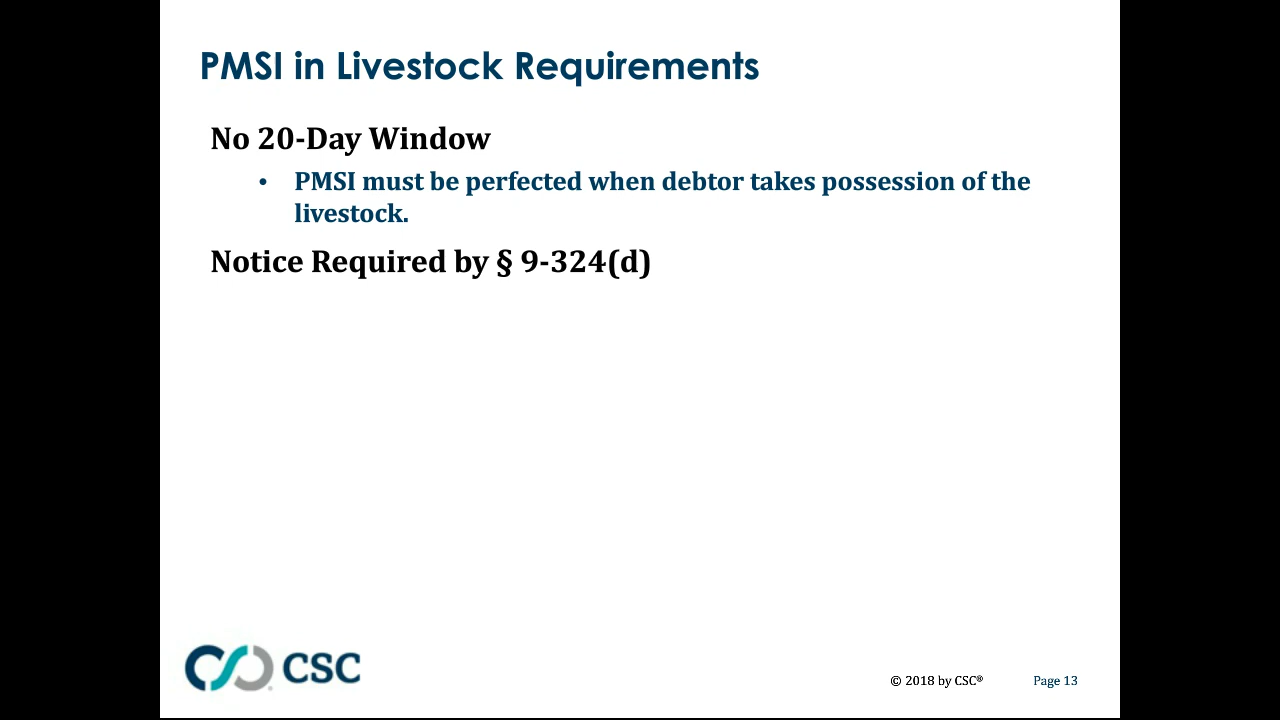 PMSI in Livestock Requirements
No 20-Day Window
• PMSI must be perfected when debtor takes possession of the
livestock.
Notice Required by § 9-324(d)
CSC
© 2018 by CSC®
Page 13